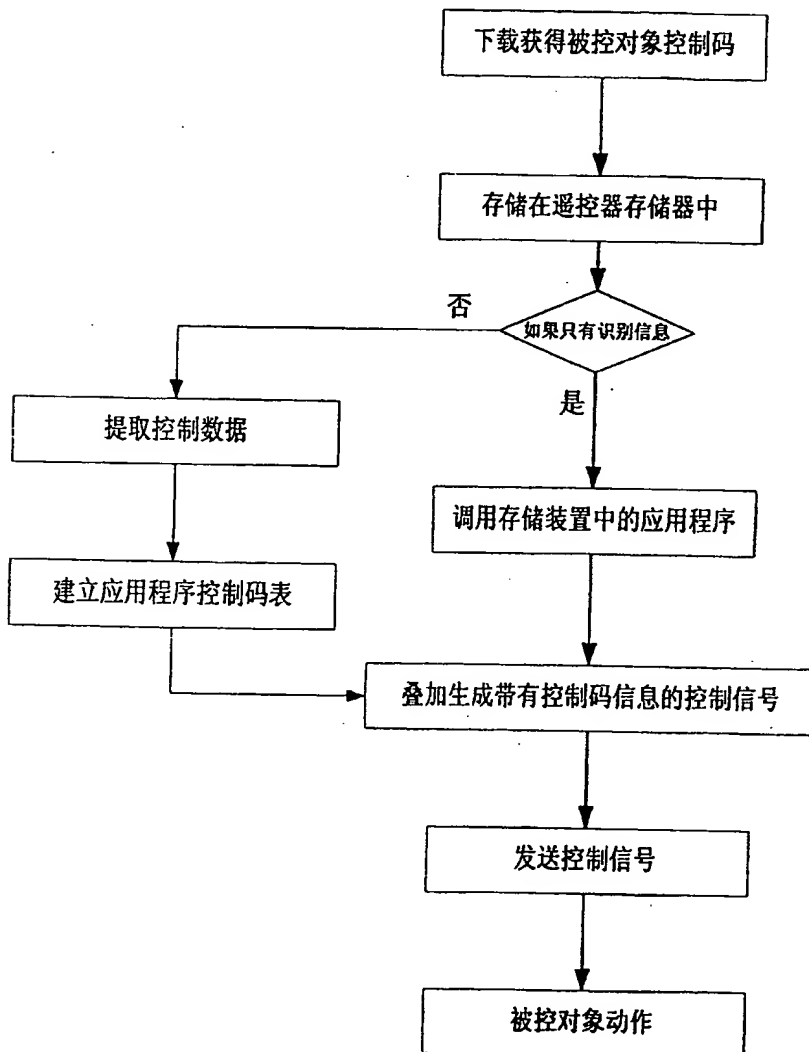 下载获得被控对象控制码
存储在遥控器存储器中
否
如果只有识别信息
是
提取控制数据
调用存储装置中的应用程序
建立应用程序控制码表
叠加生成带有控制码信息的控制信号
发送控制信号
被控对象动作